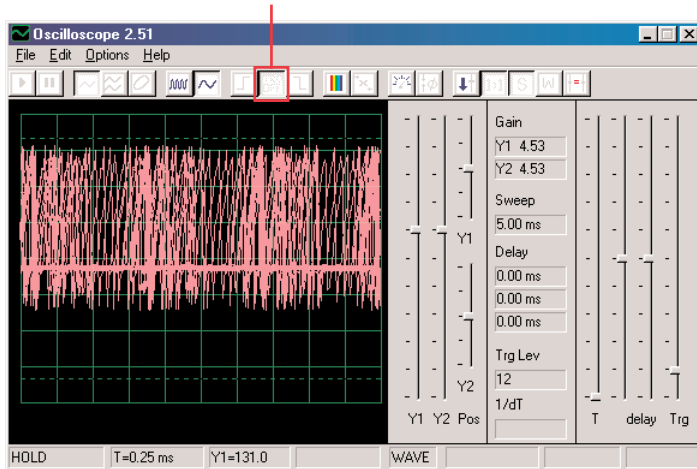 Oscilloscope 2.51
File Edit Options Help
Gain
Y1 4.53
Y2 4.53
Sweep
5.00 ms
Y1
Delay
0.00 ms
0.00 ms
0.00 ms
Trg Lev
12
Y2
1/dT
Y1 Y2 Pos
T delay Trg
HOLD T=0.25 ms Y1=131.0 WAVE